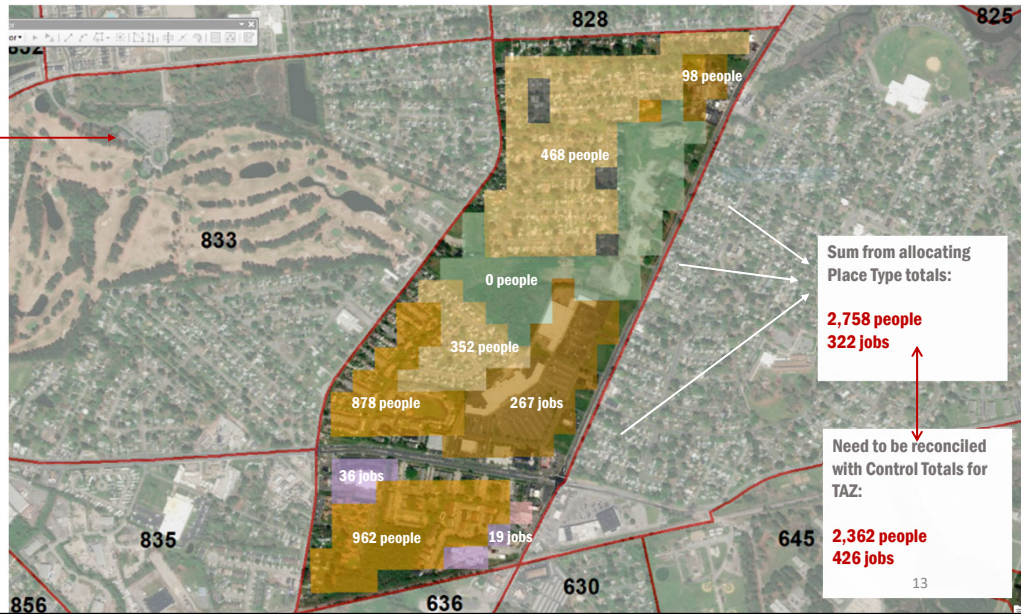 828
825
832
98 people
468 people
833
0 people
352 people
878 people
267 jobs
36 jobs
962 people
19 jobs
835
645
630
636
856
Sum from allocating
Place Type totals:
2,758 people
322 jobs
Need to be reconciled
with Control Totals for
TAZ:
2,362 people
426 jobs
13